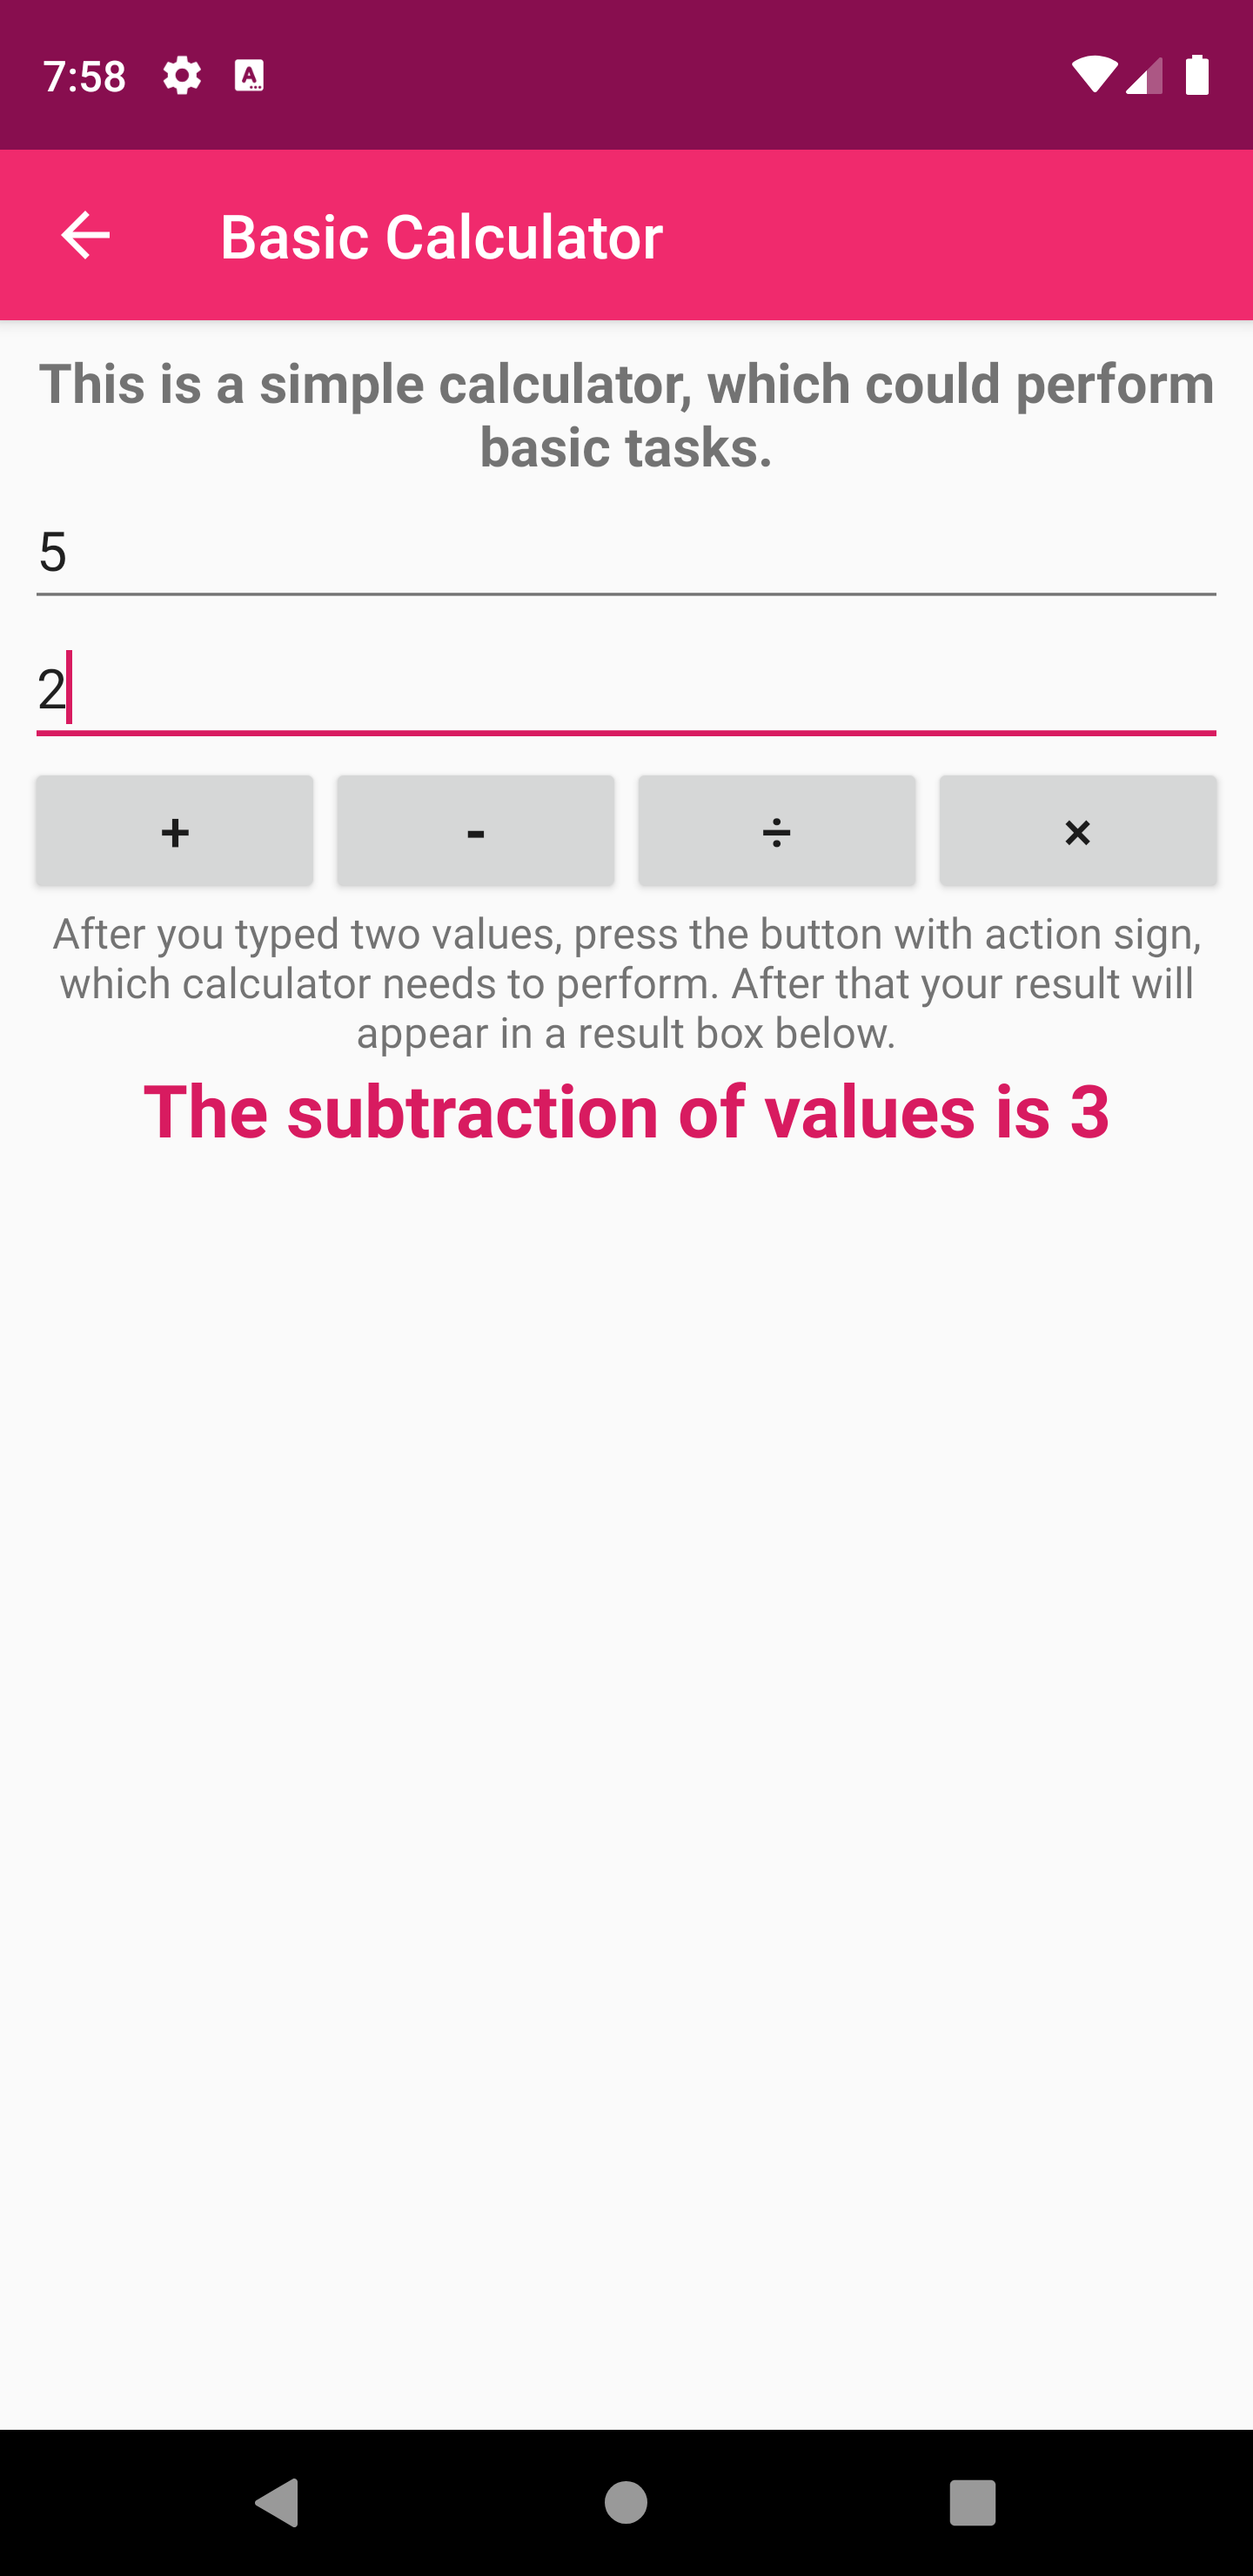 7:58
Basic Calculator
This is a simple calculator, which could perform
basic tasks.
5
2
+ - ÷ ×
After you typed two values, press the button with action sign,
which calculator needs to perform. After that your result will
appear in a result box below.
The subtraction of values is 3